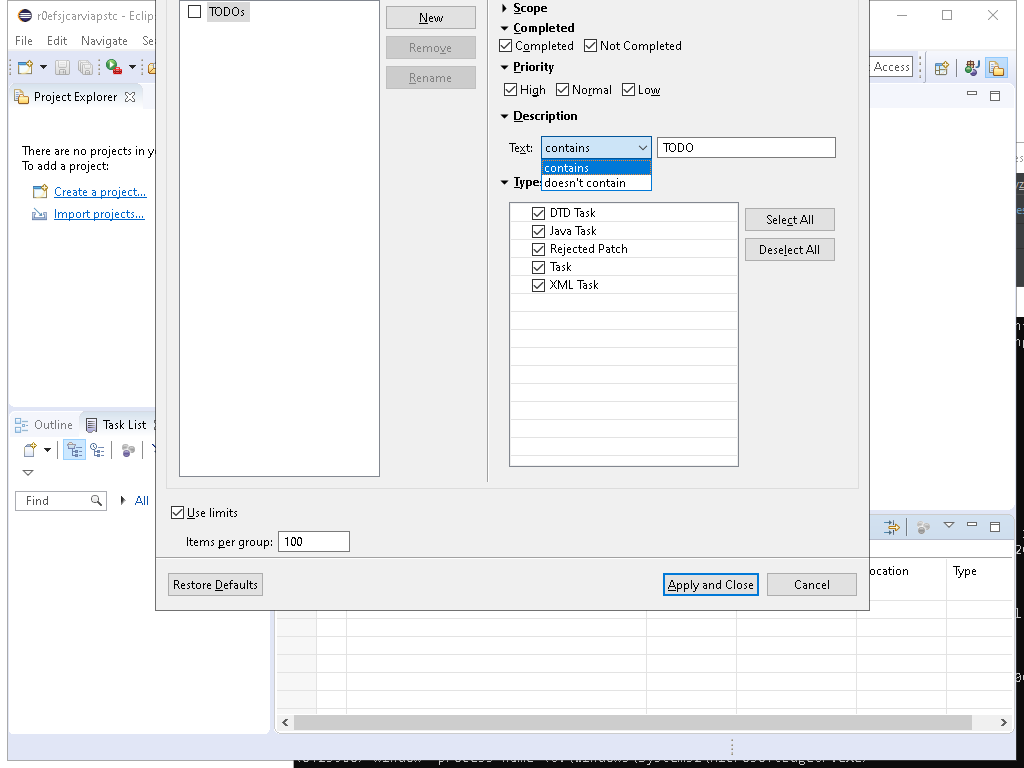 r0efsjcarviapstc - Eclip
File Edit Navigate Se
Access
Project Explorer
There are no projects in y
To add a project:
Create a project...
Import projects...
Outline
Task List
Find
All
TODOs
New
Remove
Rename
Scope
Completed
Completed Not Completed
Priority
High Normal Low
Description
Text: contains TODO
contains
doesn't contain
Types
DTD Task
Java Task
Rejected Patch
Task
XML Task
Select All
Deselect All
Use limits
Items per group: 100
Restore Defaults
Apply and Close
Cancel
ocation
Type